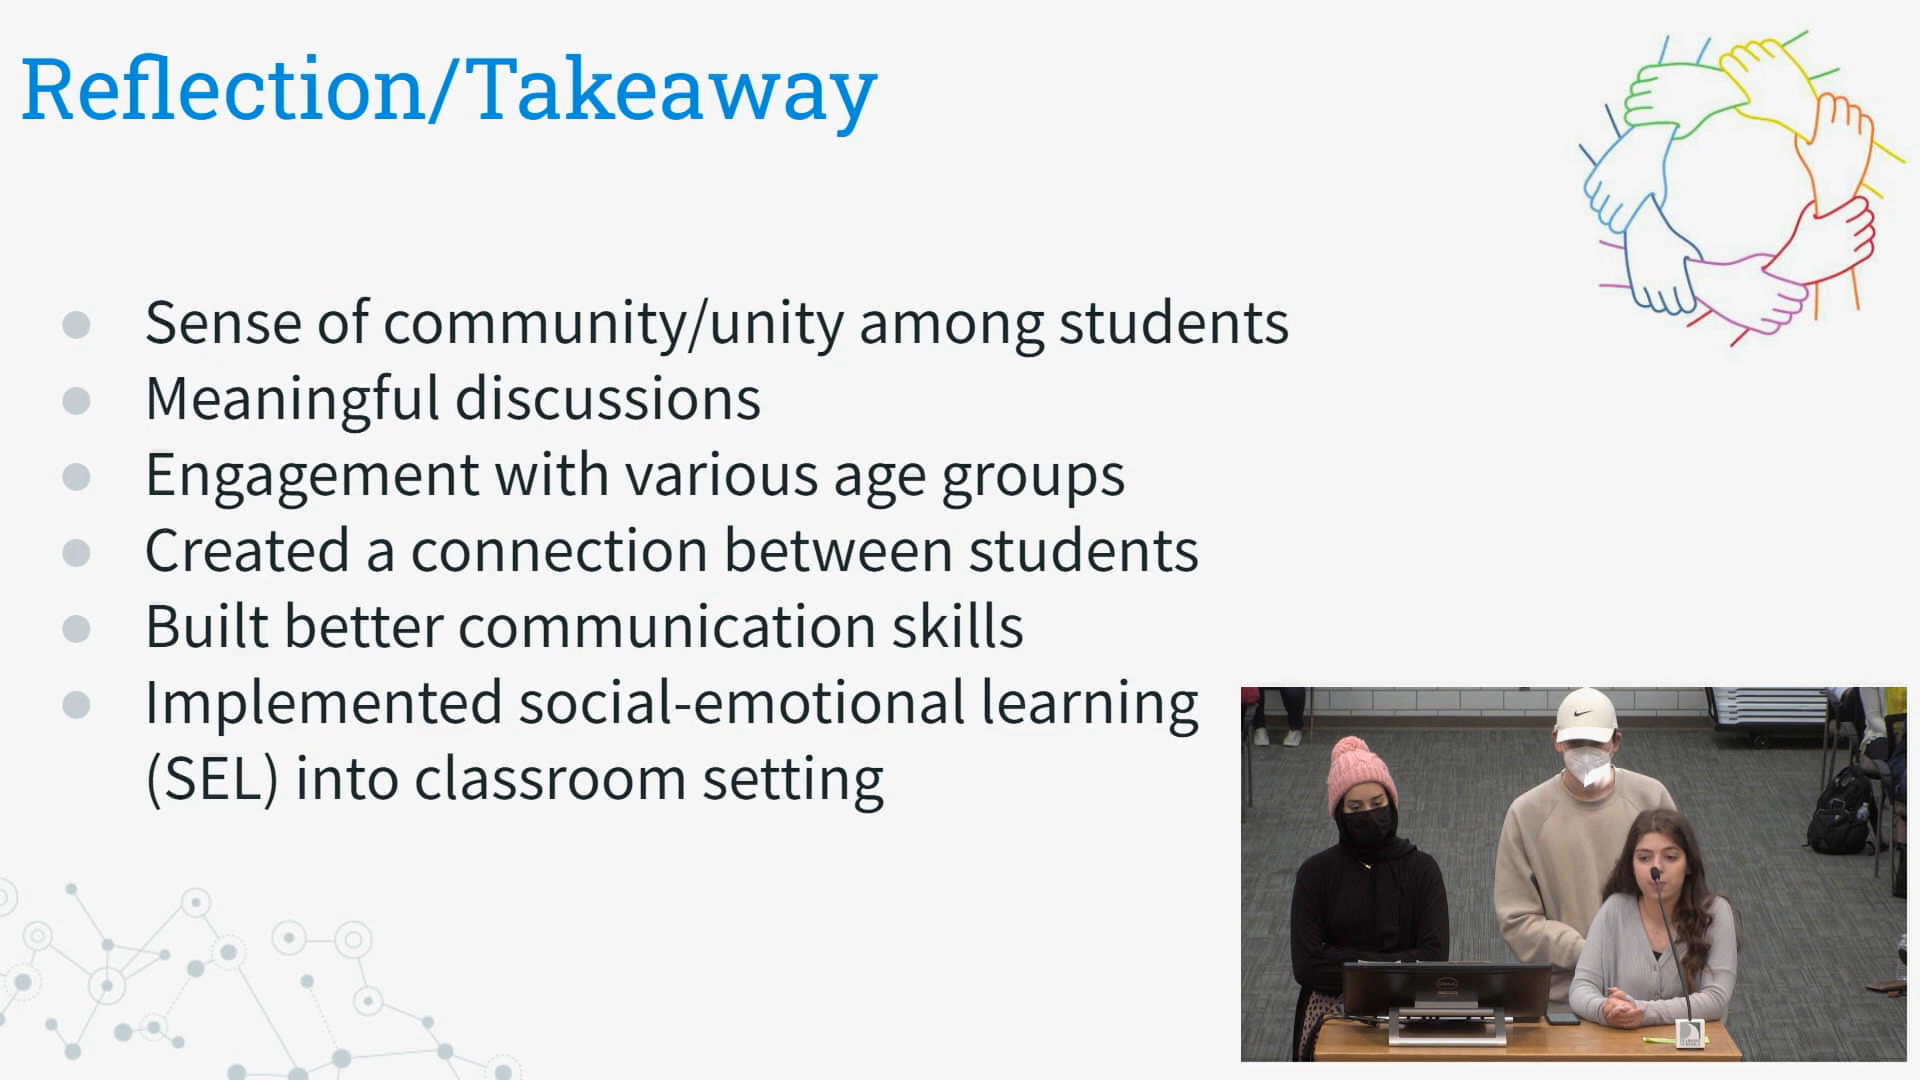 Reflection/Takeaway
Sense of community/unity among students
Meaningful discussions
Engagement with various age groups
Created a connection between students
Built better communication skills
Implemented social-emotional learning
(SEL) into classroom setting
DELL